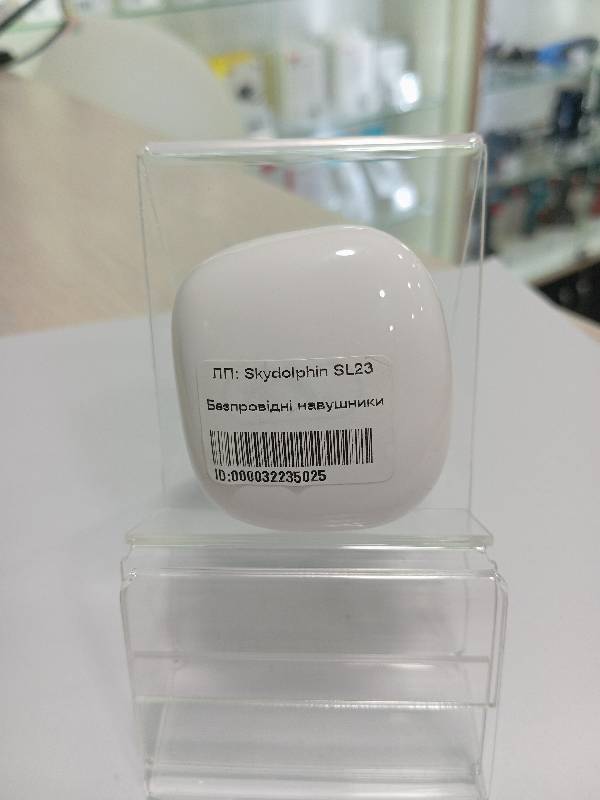 ЛП: Skydolphin SL23
Безпровідні навушники
ID:000032235025